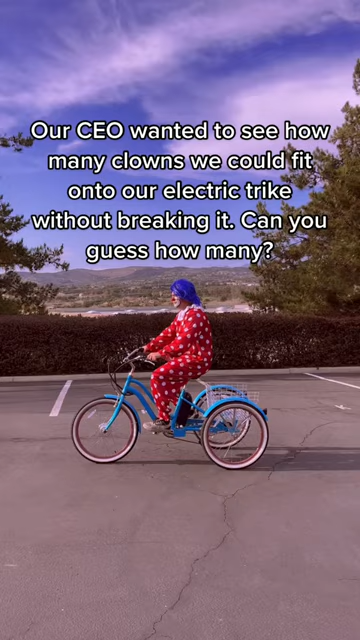 Our CEO wanted to see how
many clowns we could fit
onto our electric trike
without breaking it. Can you
guess how many?